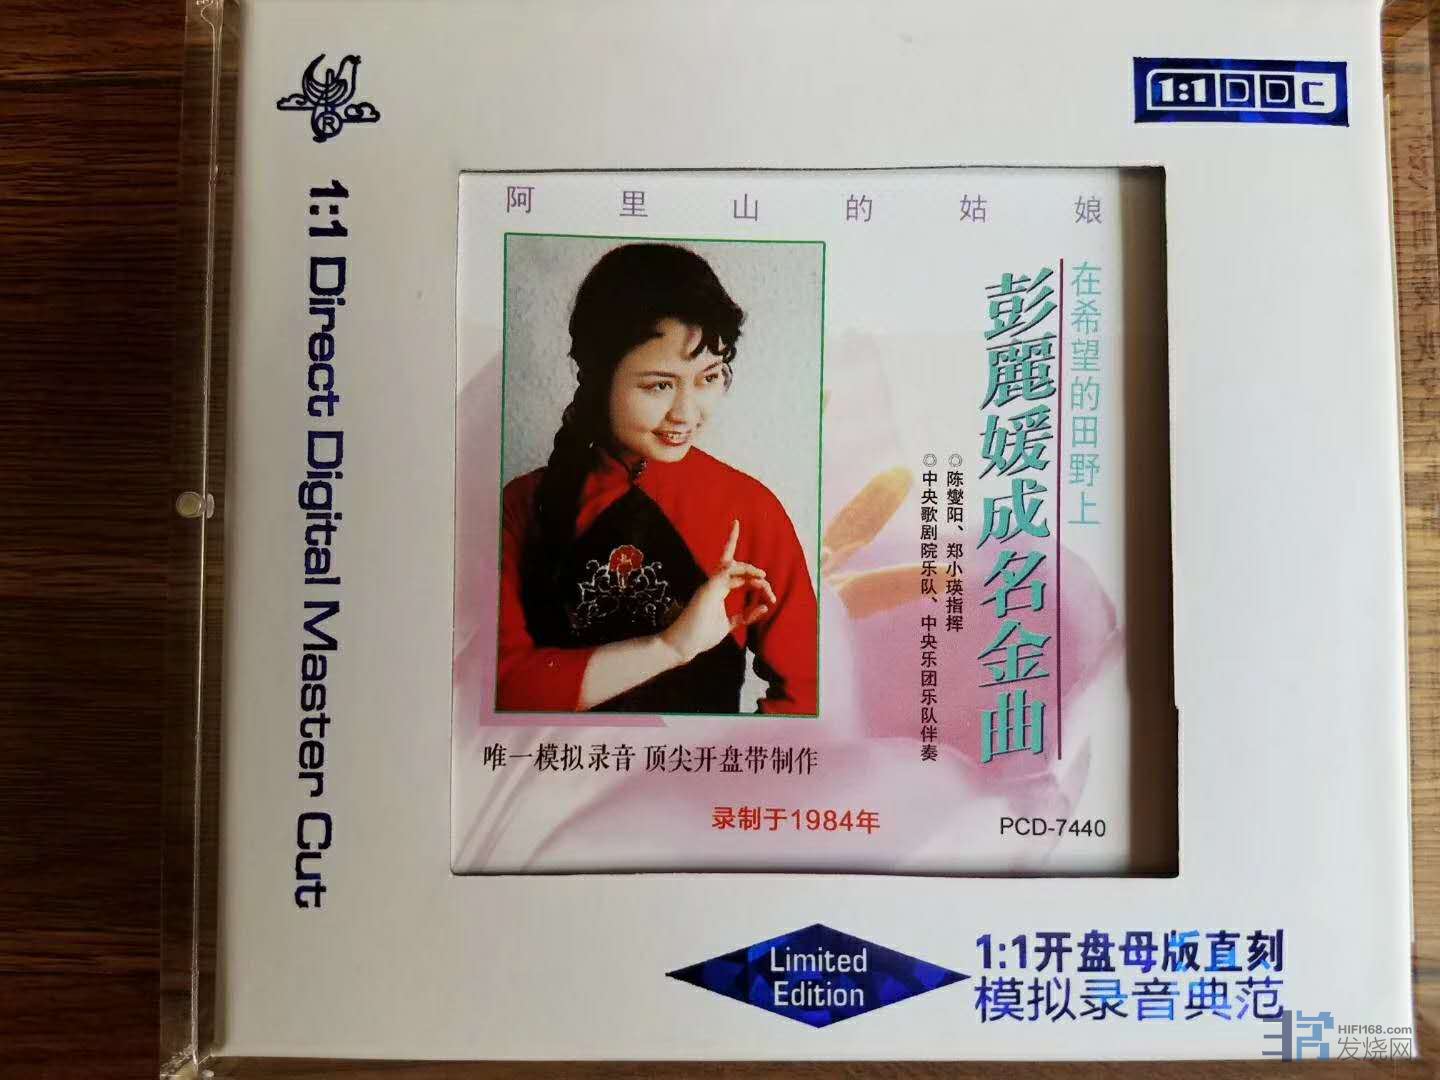 1:1 DDC
®
1:1 Direct Digital Master Cut
阿里山的姑娘
在希望的田野上
彭麗媛成名金曲
◎陈燮阳、郑小瑛指挥
◎中央歌剧院乐队、中央乐团乐队伴奏
唯一模拟录音 顶尖开盘带制作
录制于1984年
PCD-7440
Limited
Edition
1:1开盘母版直刻
模拟录音典范
HIFI168.com
发烧网